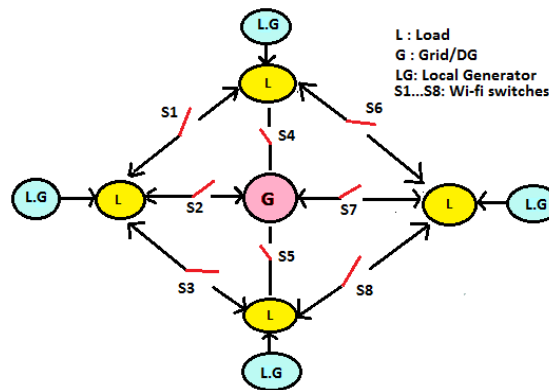 L.G
L : Load
G : Grid/DG
LG: Local Generator
S1...S8: Wi-fi switches
L
S1
S6
S4
L.G
L
S2
G
S7
L
L.G
S5
S3
S8
L
L.G